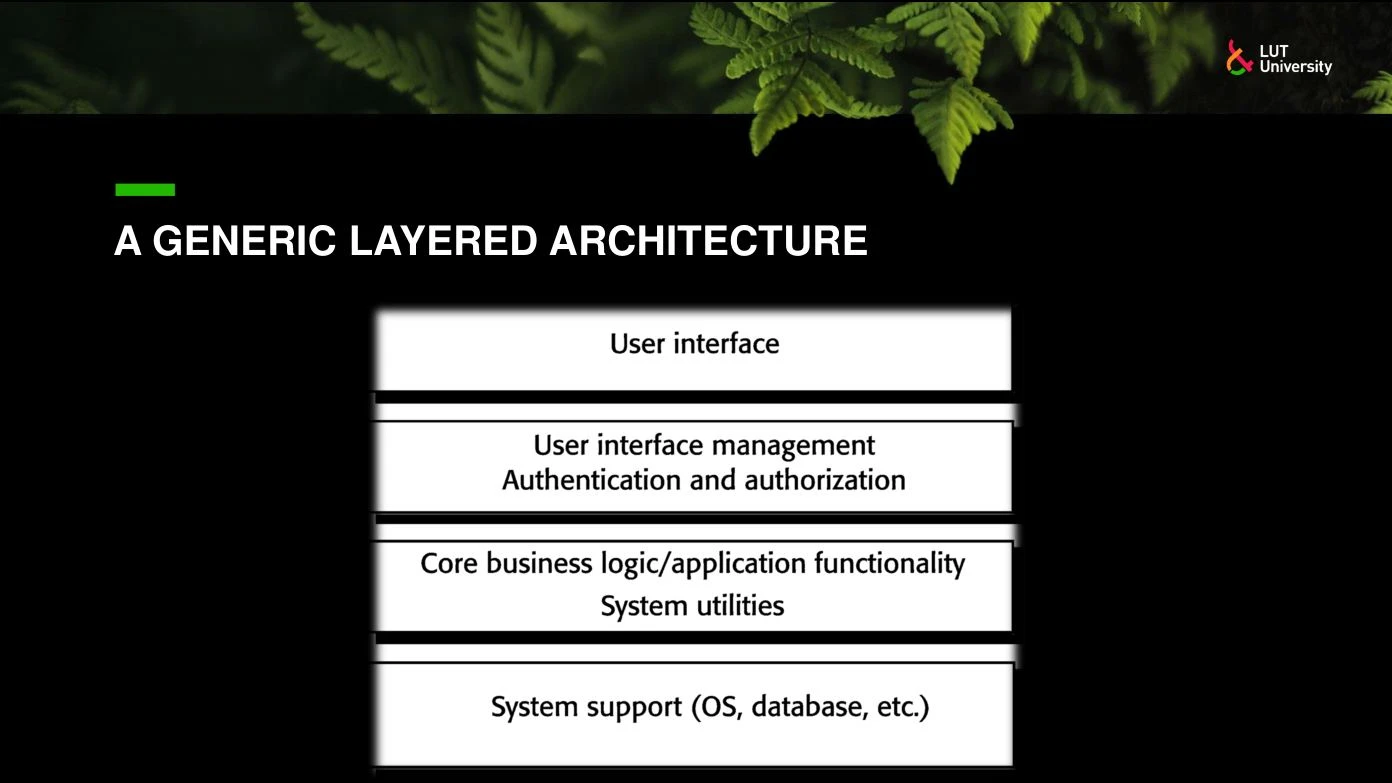 LUT
University
A GENERIC LAYERED ARCHITECTURE
User interface
User interface management
Authentication and authorization
Core business logic/application functionality
System utilities
System support (OS, database, etc.)